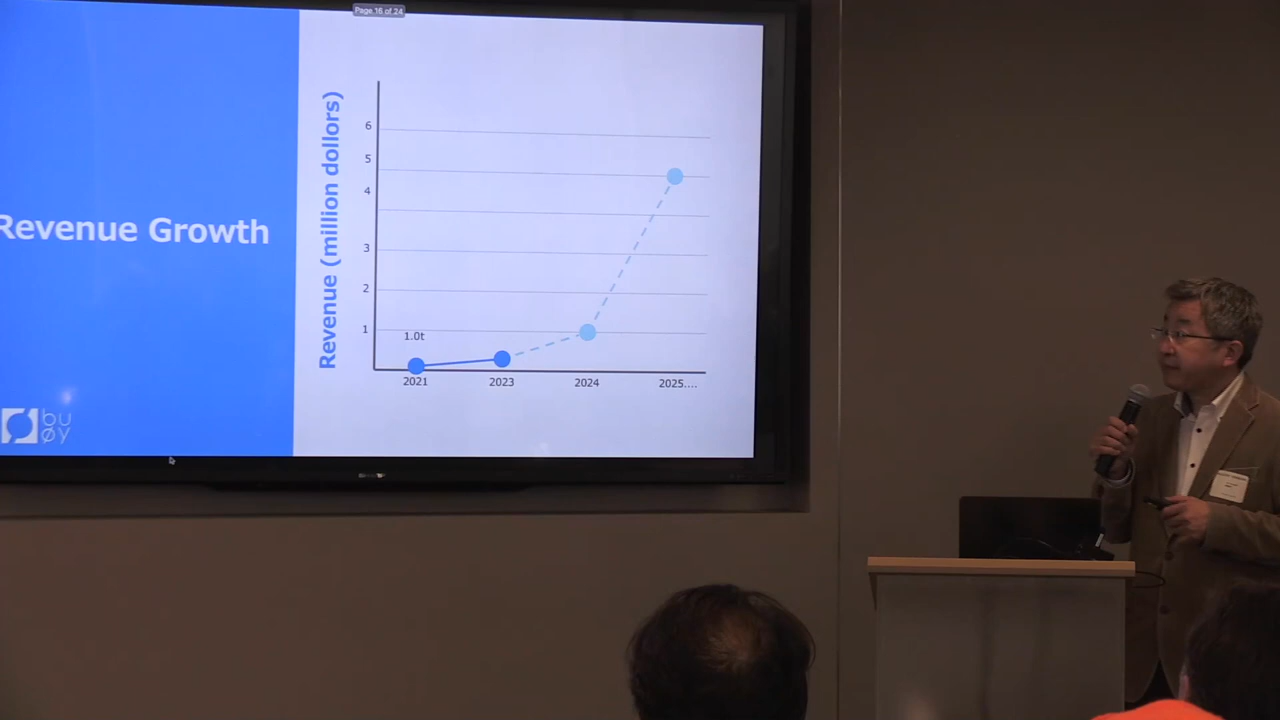 Page 16 of 24
Revenue Growth
Revenue (million dollors)
6
5
4
3
2
1
1.0t
2021
2023
2024
2025....
bu
øy